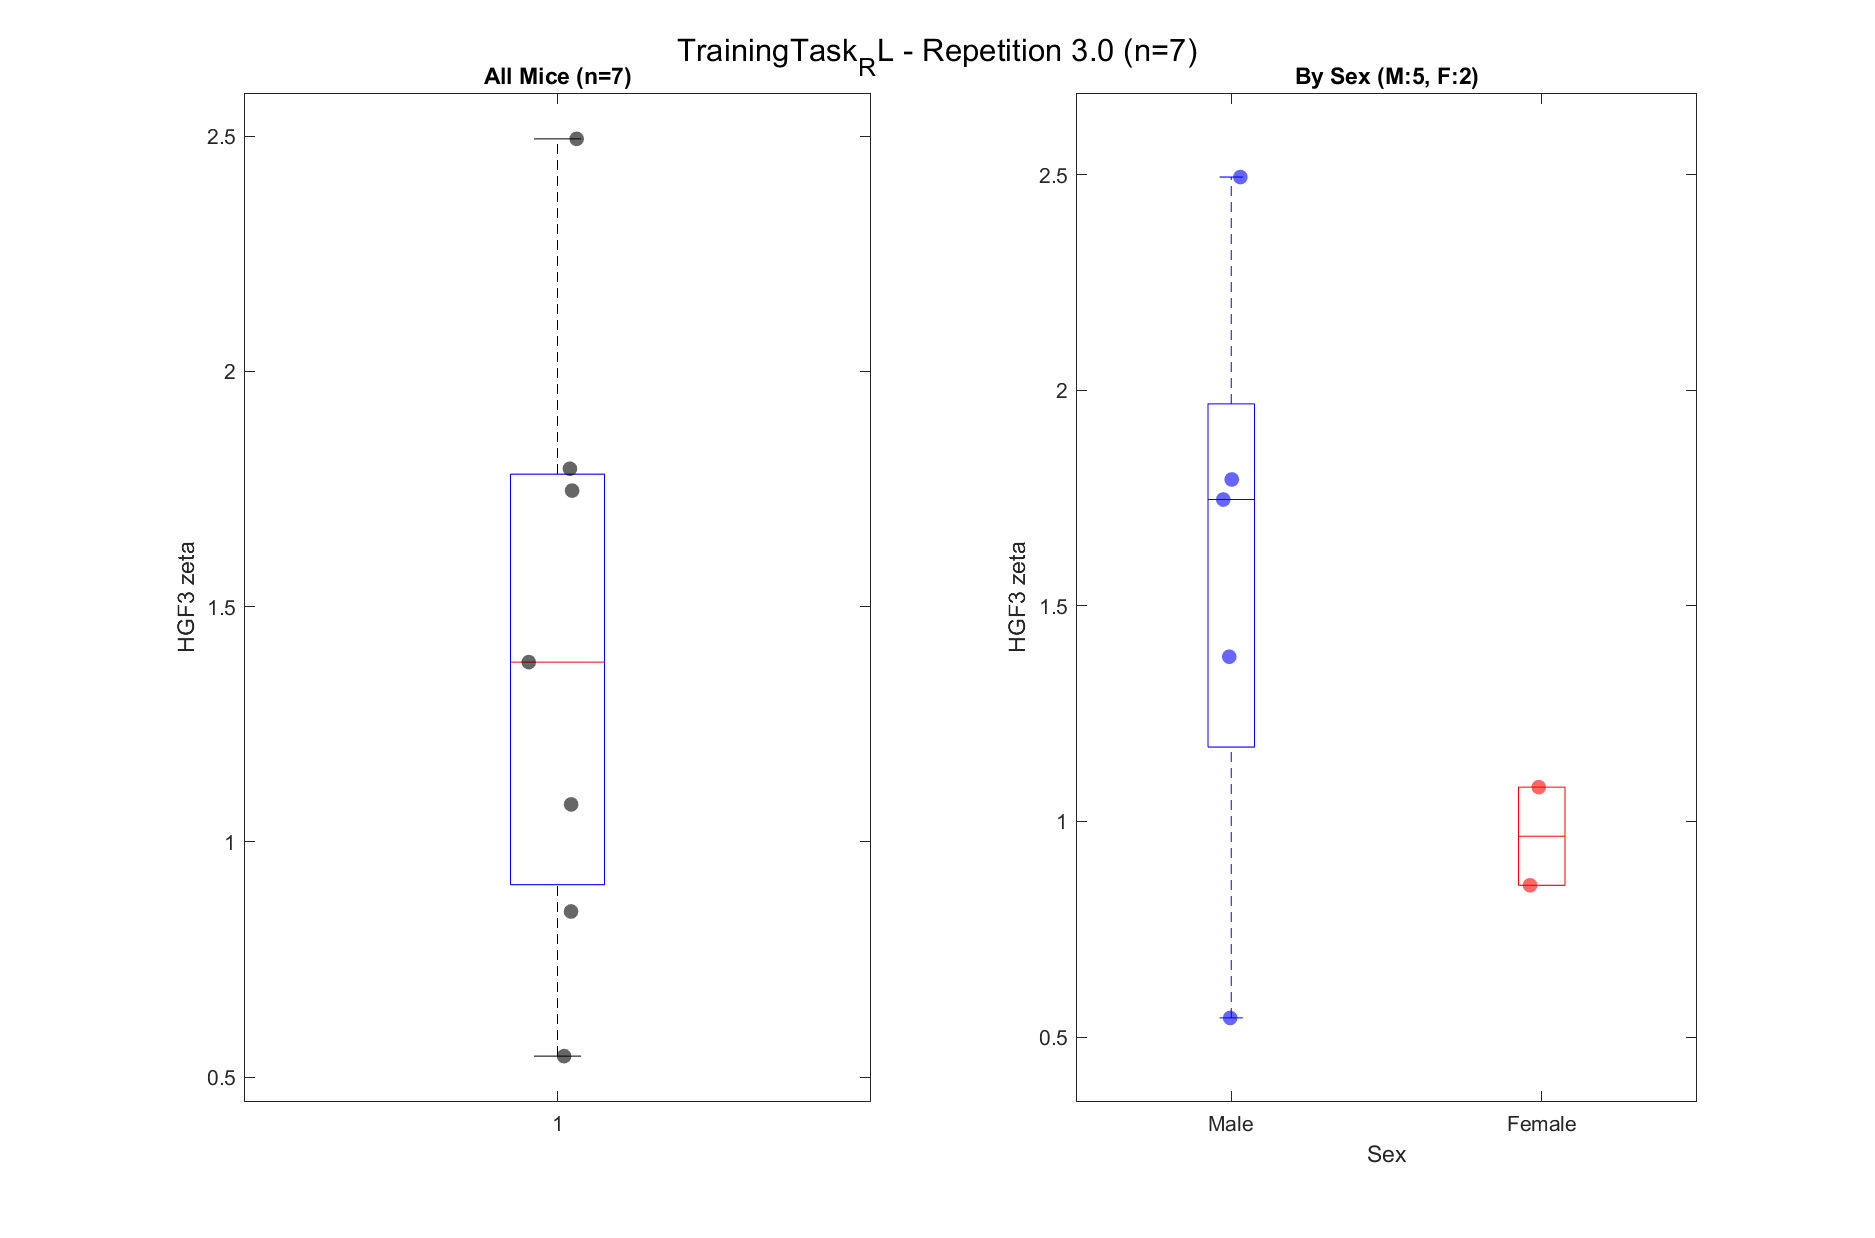 TrainingTask_RL - Repetition 3.0 (n=7)
All Mice (n=7)
2.5
2
1.5
1
0.5
HGF3 zeta
1
By Sex (M:5, F:2)
2.5
2
1.5
1
0.5
HGF3 zeta
Male
Female
Sex